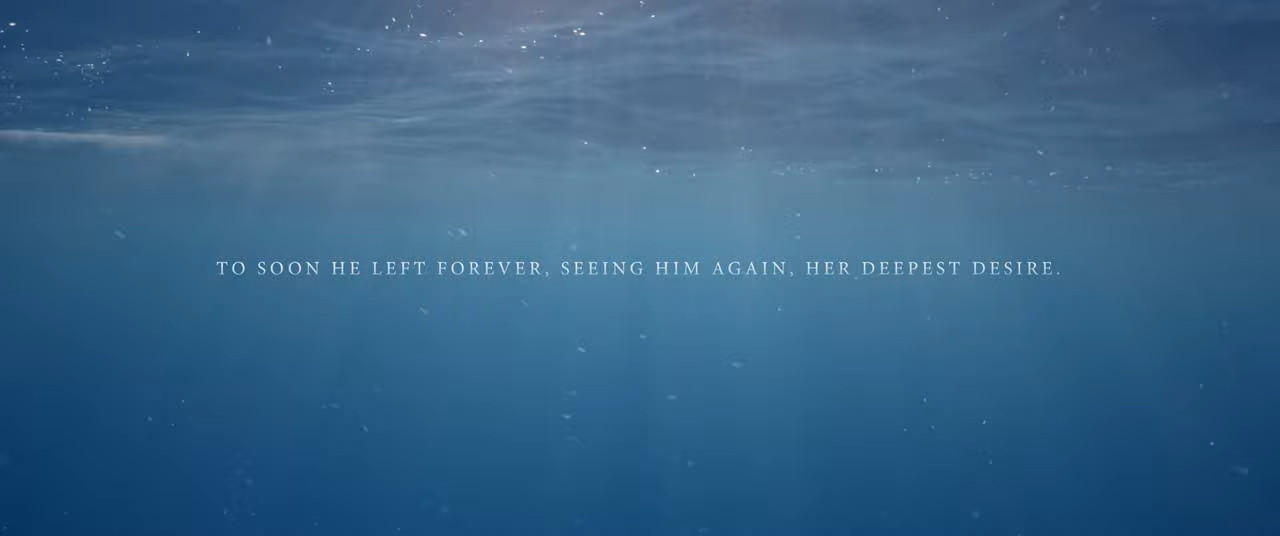 TO SOON HE LEFT FOREVER, SEEING HIM AGAIN, HER DEEPEST DESIRE.